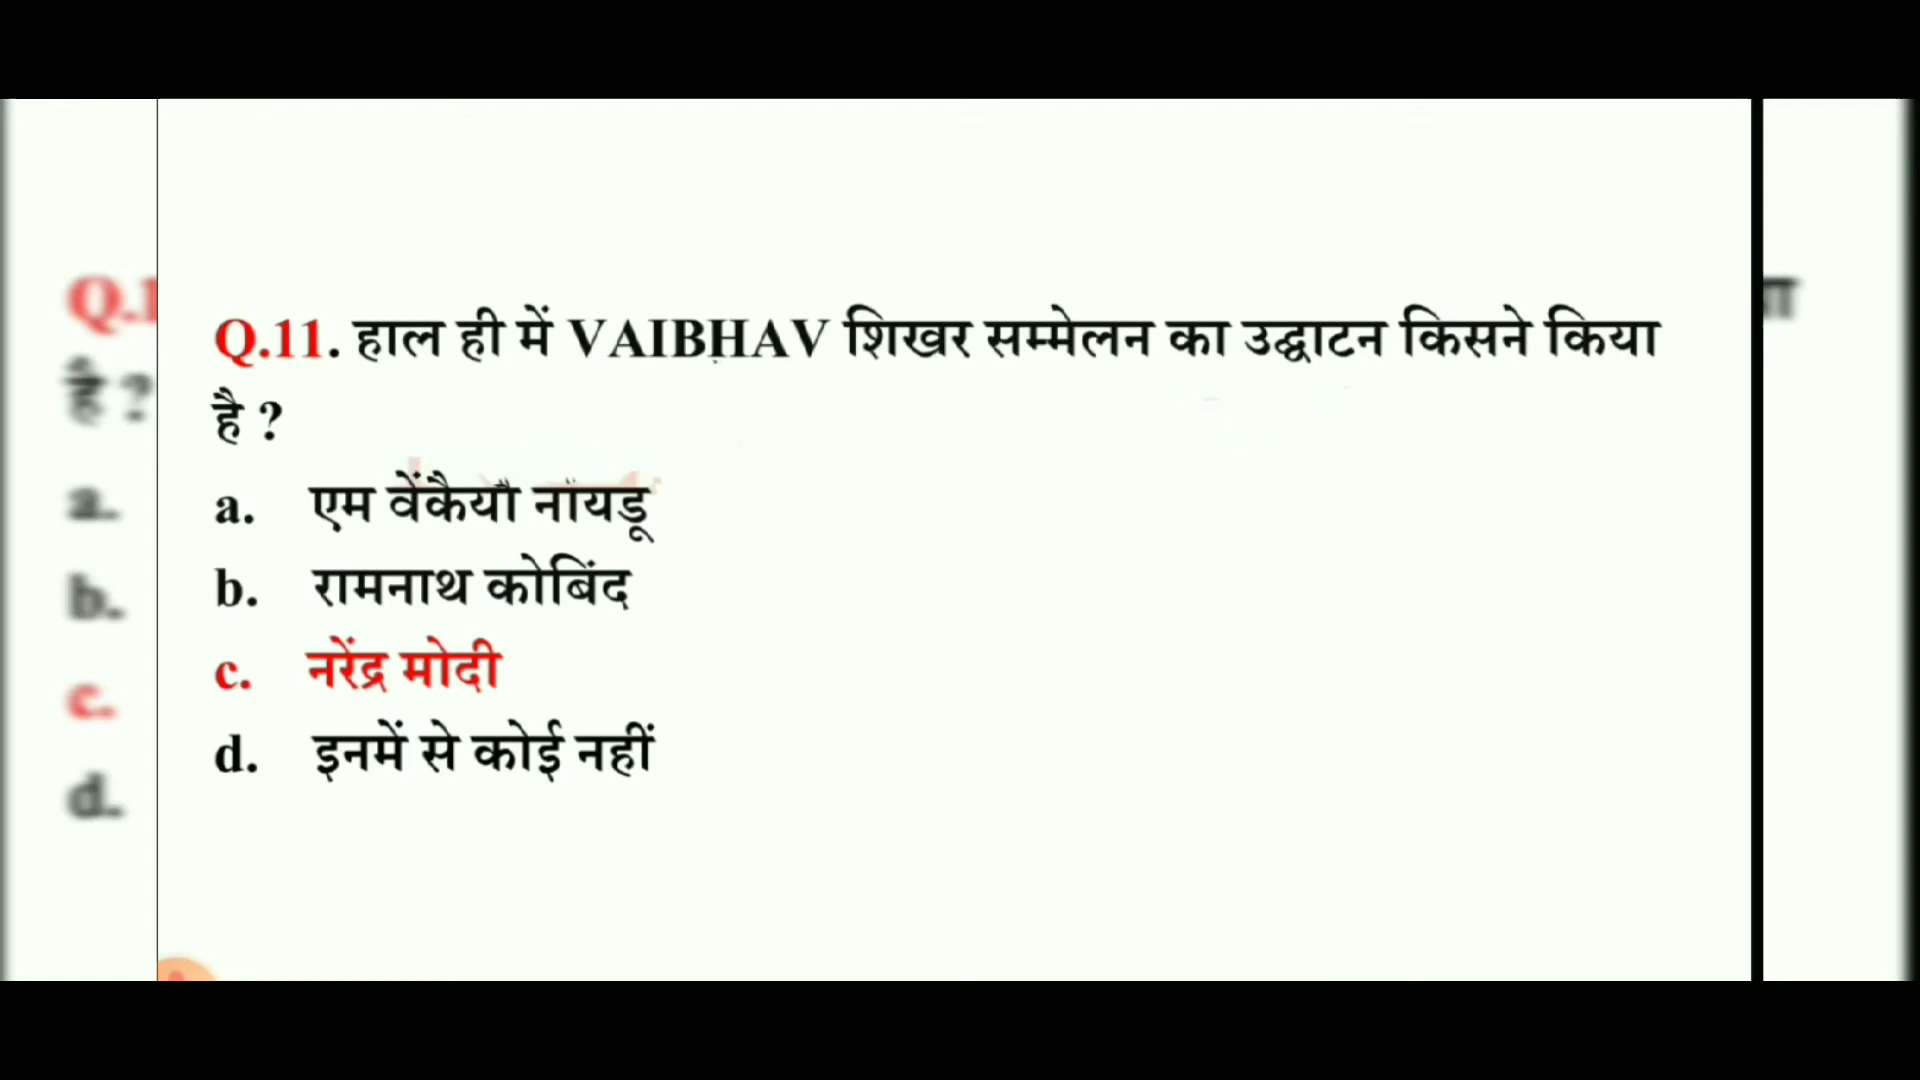 Q.11. हाल ही में VAIBHAV शिखर सम्मेलन का उद्घाटन किसने किया
है ?
a. एम वेंकैया नायडू
b. रामनाथ कोबिंद
c. नरेंद्र मोदी
d. इनमें से कोई नहीं